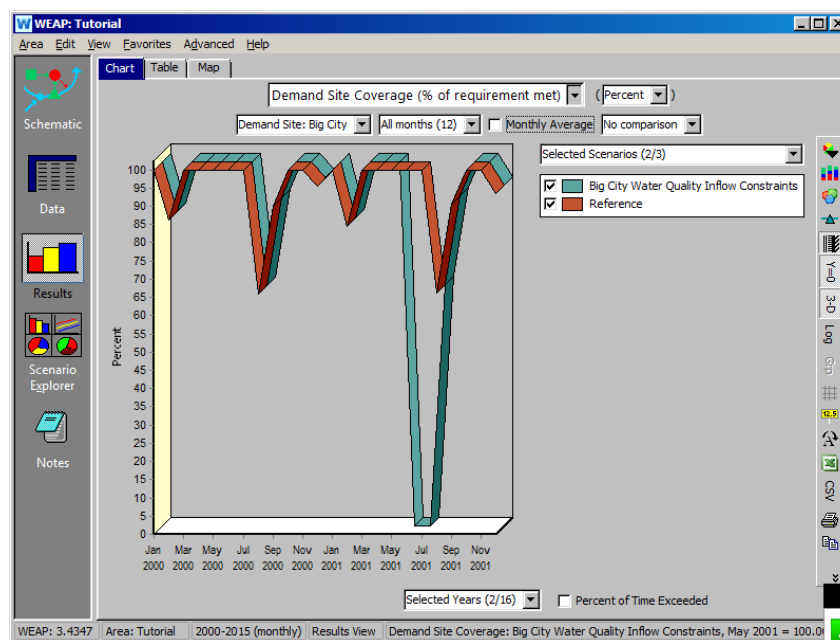 WEAP: Tutorial
Area Edit View Favorites Advanced Help
Chart Table Map
Demand Site Coverage (% of requirement met) (Percent)
Demand Site: Big City All months (12) Monthly Average No comparison
Selected Scenarios (2/3)
Big City Water Quality Inflow Constraints
Reference
Schematic
Data
Results
Scenario
Explorer
Notes
Percent
100
95
90
85
80
75
70
65
60
55
50
45
40
35
30
25
20
15
10
5
0
Jan Mar May Jul Sep Nov Jan Mar May Jul Sep Nov
2000 2000 2000 2000 2000 2000 2001 2001 2001 2001 2001 2001
Y=0
3-D
Log
Grp
12.5
CSV
Selected Years (2/16) Percent of Time Exceeded
WEAP: 3.4347 Area: Tutorial 2000-2015 (monthly) Results View Demand Site Coverage: Big City Water Quality Inflow Constraints, May 2001 = 100.0